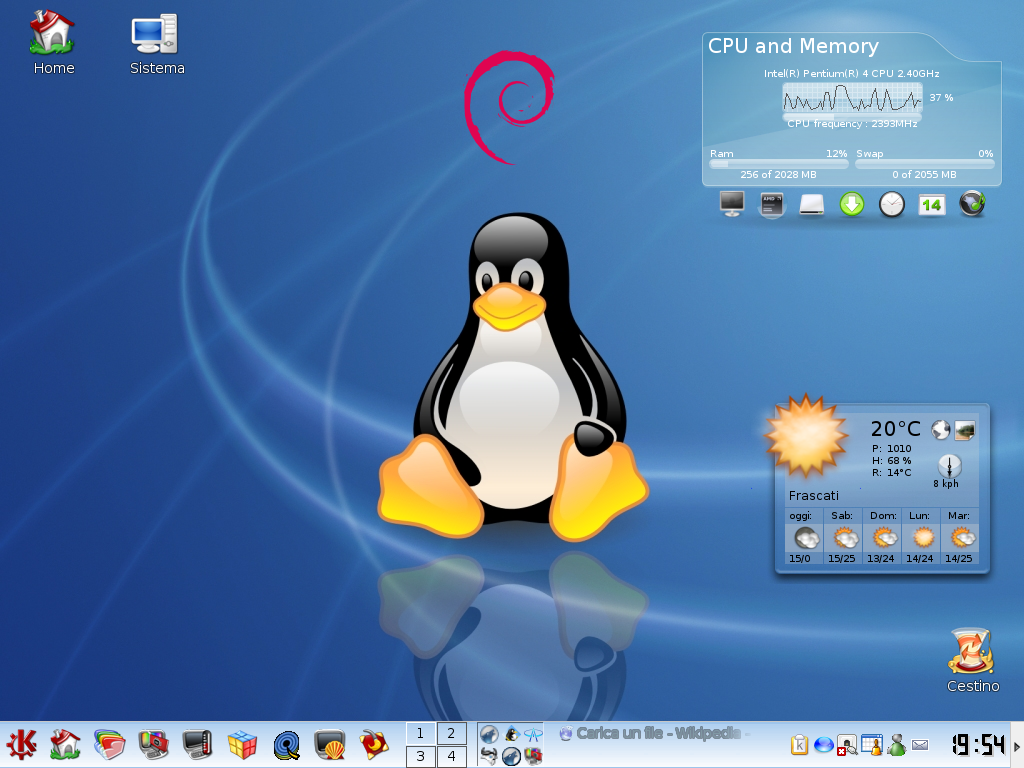 Home
Sistema
CPU and Memory
Intel(R) Pentium(R) 4 CPU 2.40GHz
37 %
CPU frequency : 2393MHz
Ram 12% Swap 0%
256 of 2028 MB 0 of 2055 MB
14
20°C
P: 1010
H: 68 %
R: 14°C
8 kph
Frascati
oggi: Sab: Dom: Lun: Mar:
15/0 15/25 13/24 14/24 14/25
Cestino
1 2
3 4
Carica un file - Wikipedia -
19:54